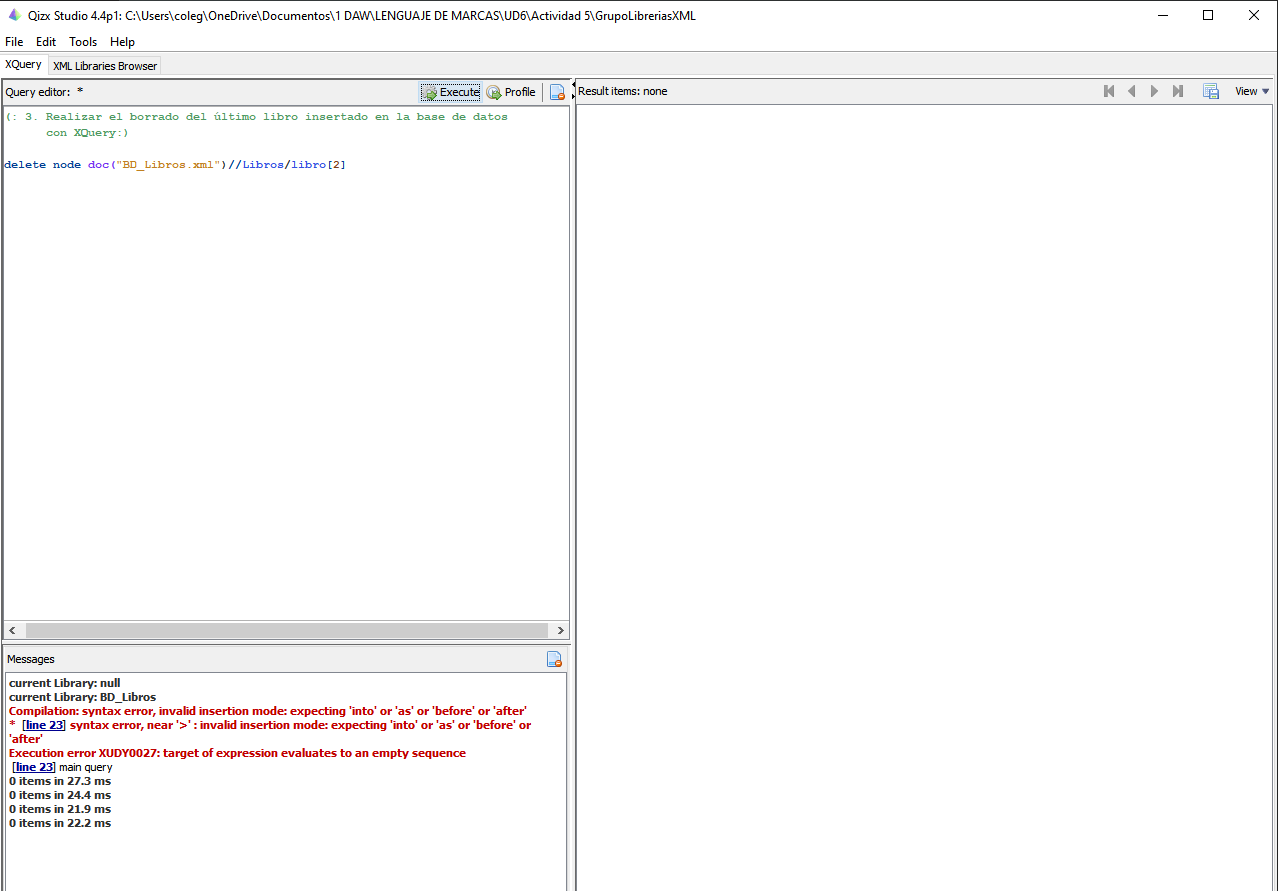 Qizx Studio 4.4p1: C:\Users\coleg\OneDrive\Documentos\1 DAW\LENGUAJE DE MARCAS\UD6\Actividad 5\GrupoLibreriasXML
File Edit Tools Help
XQuery XML Libraries Browser
Query editor: * Execute Profile
Result items: none View
(: 3. Realizar el borrado del último libro insertado en la base de datos
con XQuery:)
delete node doc("BD_Libros.xml")//Libros/libro[2]
Messages
current Library: null
current Library: BD_Libros
Compilation: syntax error, invalid insertion mode: expecting 'into' or 'as' or 'before' or 'after'
* [line 23] syntax error, near '>' : invalid insertion mode: expecting 'into' or 'as' or 'before' or
'after'
Execution error XUDY0027: target of expression evaluates to an empty sequence
[line 23] main query
0 items in 27.3 ms
0 items in 24.4 ms
0 items in 21.9 ms
0 items in 22.2 ms